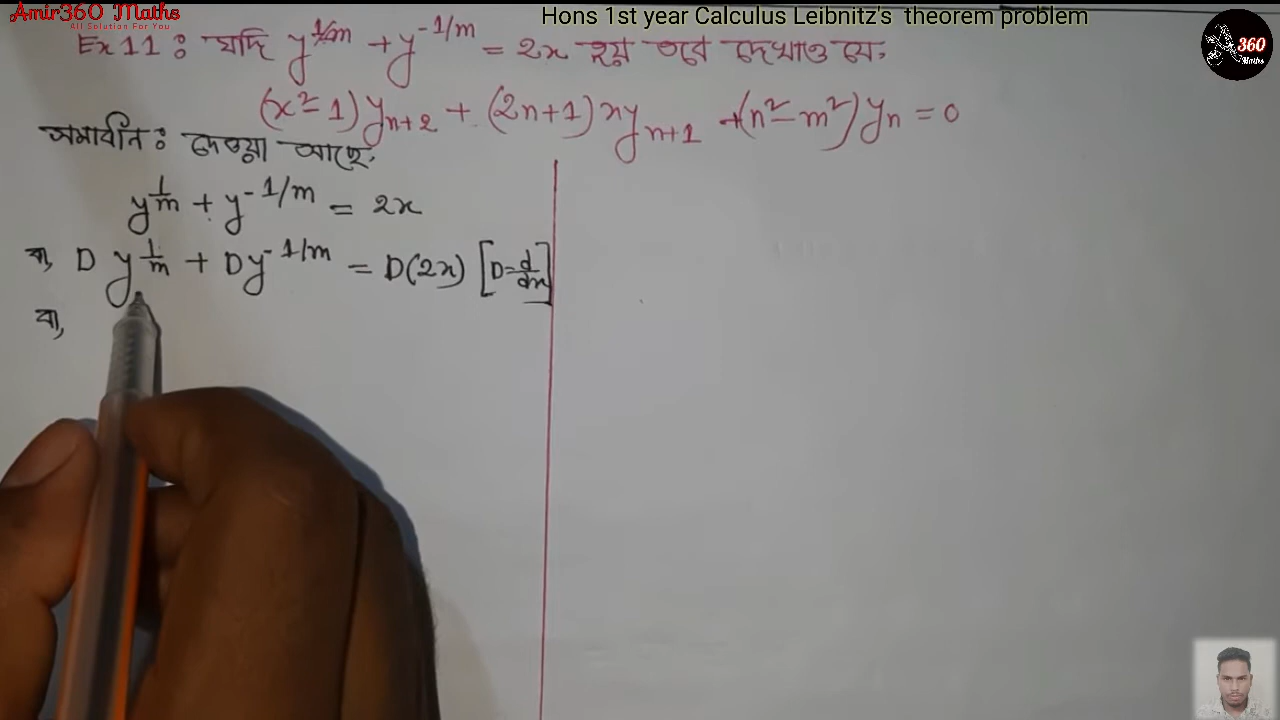 Amir360 Maths
All Solution For You
Hons 1st year Calculus Leibnitz's theorem problem
360
Maths
Ex 11 : যদি y^{1/m} + y^{-1/m} = 2x হয় তবে দেখাও যে,
(x² - 1) y_{n+2} + (2n+1) x y_{n+1} + (n² - m²) y_n = 0
সমাধান : দেওয়া আছে,
y^{1/m} + y^{-1/m} = 2x
বা, D y^{1/m} + D y^{-1/m} = D(2x) [D = d/dx]
বা,